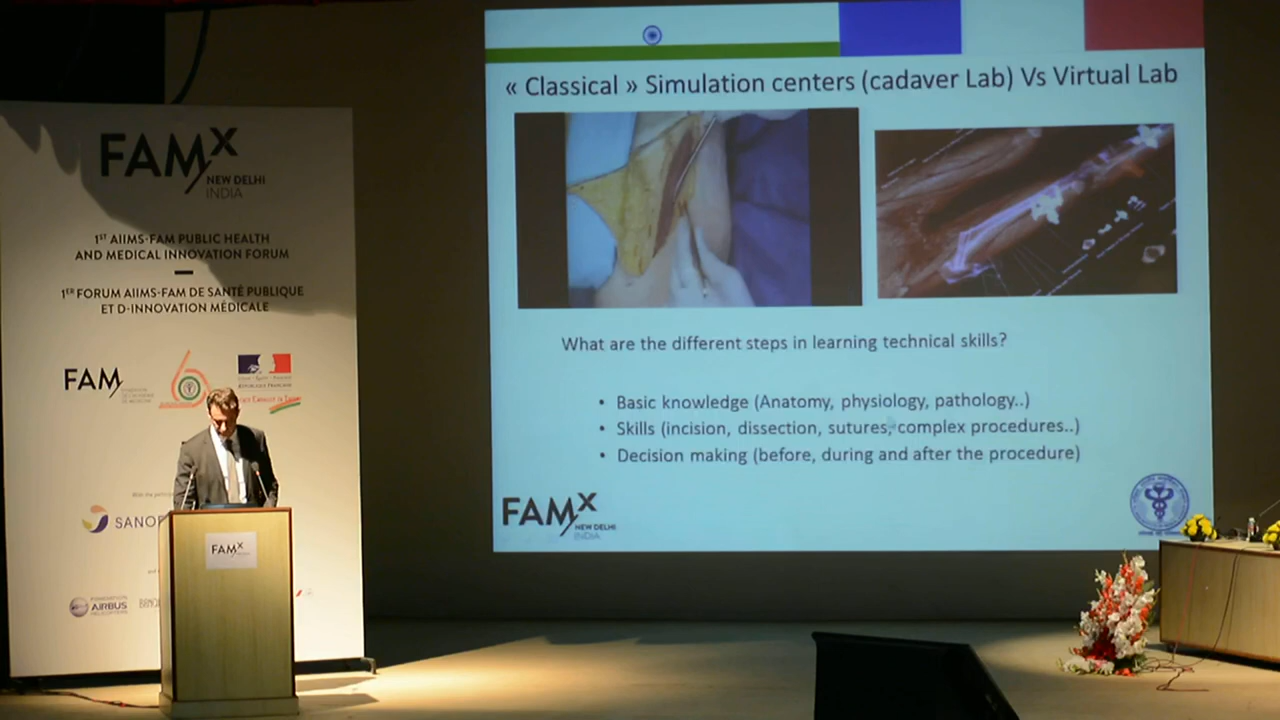 FAMX
NEW DELHI
INDIA
1ST AIIMS-FAM PUBLIC HEALTH
AND MEDICAL INNOVATION FORUM
1ER FORUM AIIMS-FAM DE SANTÉ PUBLIQUE
ET D-INNOVATION MÉDICALE
FAM
SANOF
FAMX
AIRBUS
« Classical » Simulation centers (cadaver Lab) Vs Virtual Lab
What are the different steps in learning technical skills?
• Basic knowledge (Anatomy, physiology, pathology..)
• Skills (incision, dissection, sutures, complex procedures..)
• Decision making (before, during and after the procedure)
FAMX
NEW DELHI
INDIA